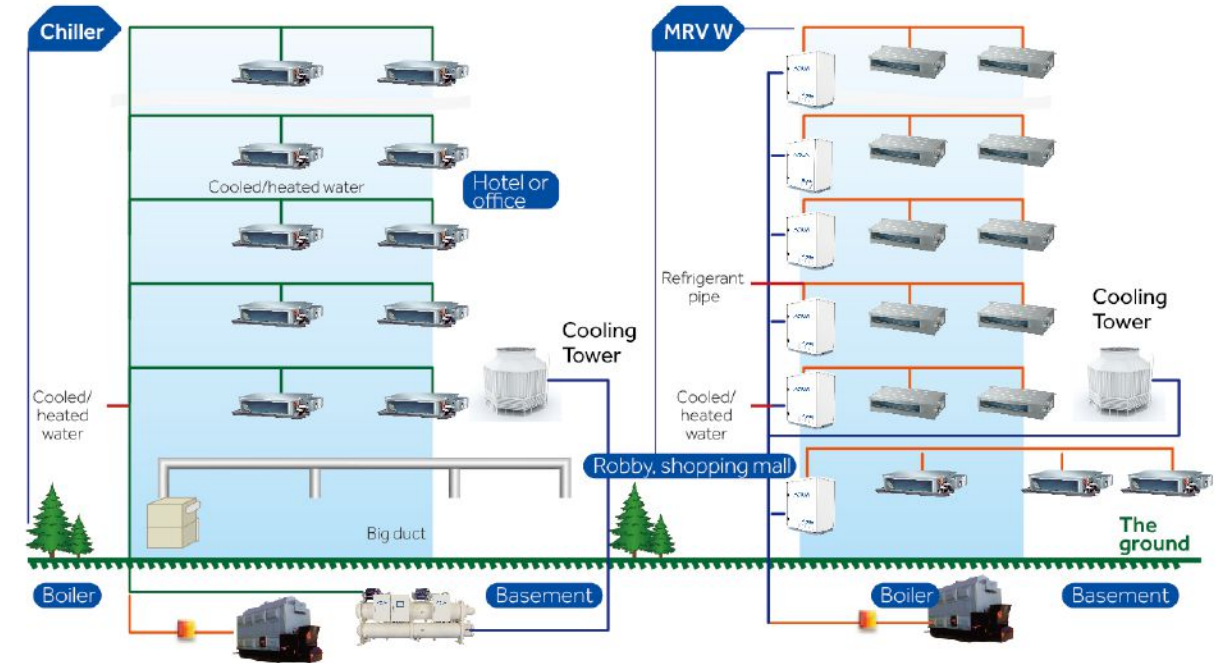 Chiller
MRV W
Cooled/heated water
Hotel or
office
Refrigerant
pipe
Cooling
Tower
Cooling
Tower
Cooled/
heated
water
Cooled/
heated
water
Robby, shopping mall
Big duct
The
ground
Boiler
Basement
Boiler
Basement